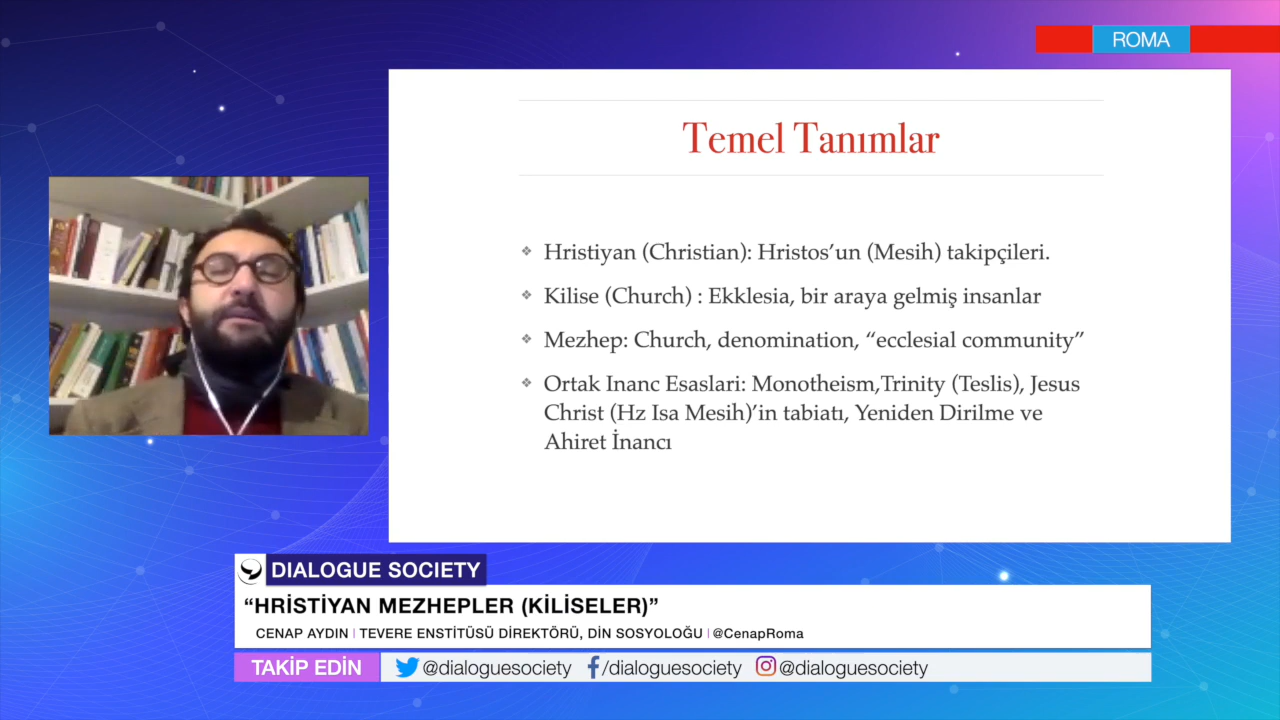 ROMA
Temel Tanımlar
❖ Hristiyan (Christian): Hristos’un (Mesih) takipçileri.
❖ Kilise (Church) : Ekklesia, bir araya gelmiş insanlar
❖ Mezhep: Church, denomination, “ecclesial community”
❖ Ortak Inanc Esaslari: Monotheism,Trinity (Teslis), Jesus
Christ (Hz Isa Mesih)’in tabiatı, Yeniden Dirilme ve
Ahiret İnancı
DIALOGUE SOCIETY
“HRİSTİYAN MEZHEPLER (KİLİSELER)”
CENAP AYDIN | TEVERE ENSTİTÜSÜ DİREKTÖRÜ, DİN SOSYOLOĞU | @CenapRoma
TAKİP EDİN @dialoguesociety /dialoguesociety @dialoguesociety